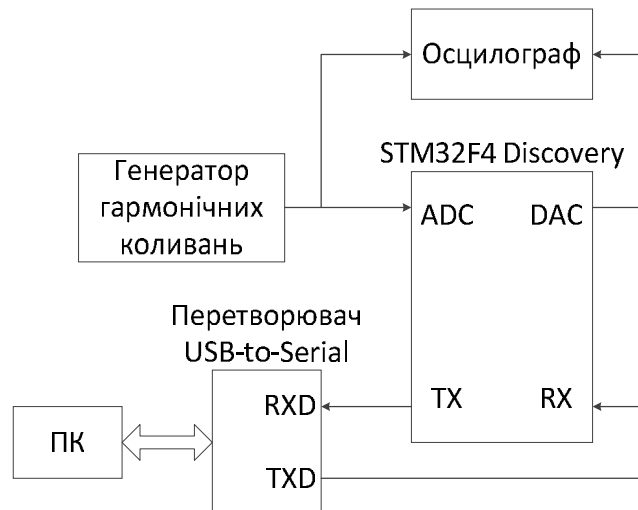 Осцилограф
STM32F4 Discovery
Генератор
гармонічних
коливань
ADC DAC
Перетворювач
USB-to-Serial
RXD
TX RX
ПК
TXD